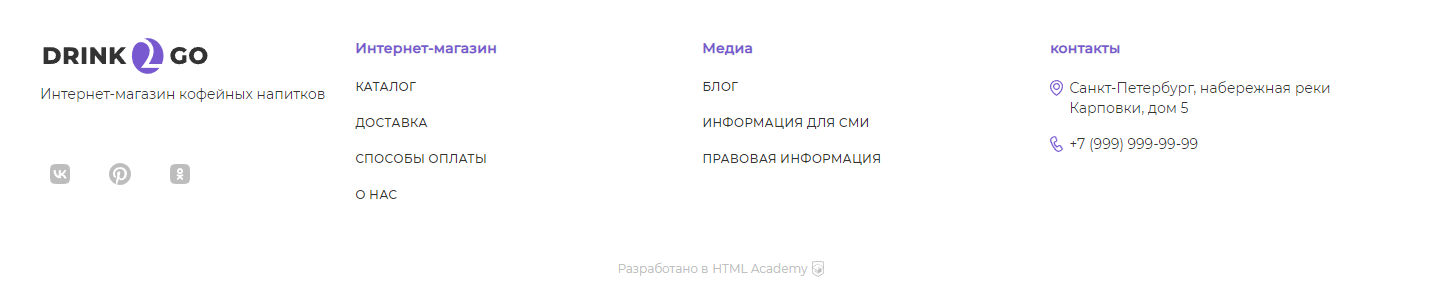 DRINK 2 GO
Интернет-магазин кофейных напитков
Интернет-магазин
КАТАЛОГ
ДОСТАВКА
СПОСОБЫ ОПЛАТЫ
О НАС
Медиа
БЛОГ
ИНФОРМАЦИЯ ДЛЯ СМИ
ПРАВОВАЯ ИНФОРМАЦИЯ
контакты
Санкт-Петербург, набережная реки
Карповки, дом 5
+7 (999) 999-99-99
Разработано в HTML Academy